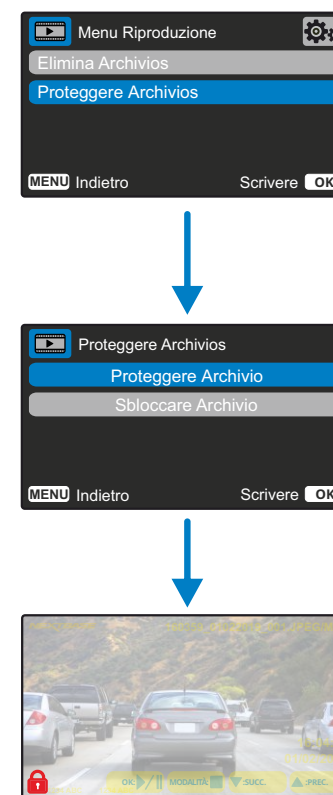 Menu Riproduzione
Elimina Archivios
Proteggere Archivios
MENU Indietro Scrivere OK
Proteggere Archivios
Proteggere Archivio
Sbloccare Archivio
MENU Indietro Scrivere OK
OK: MODALITÀ: :SUCC. :PREC.